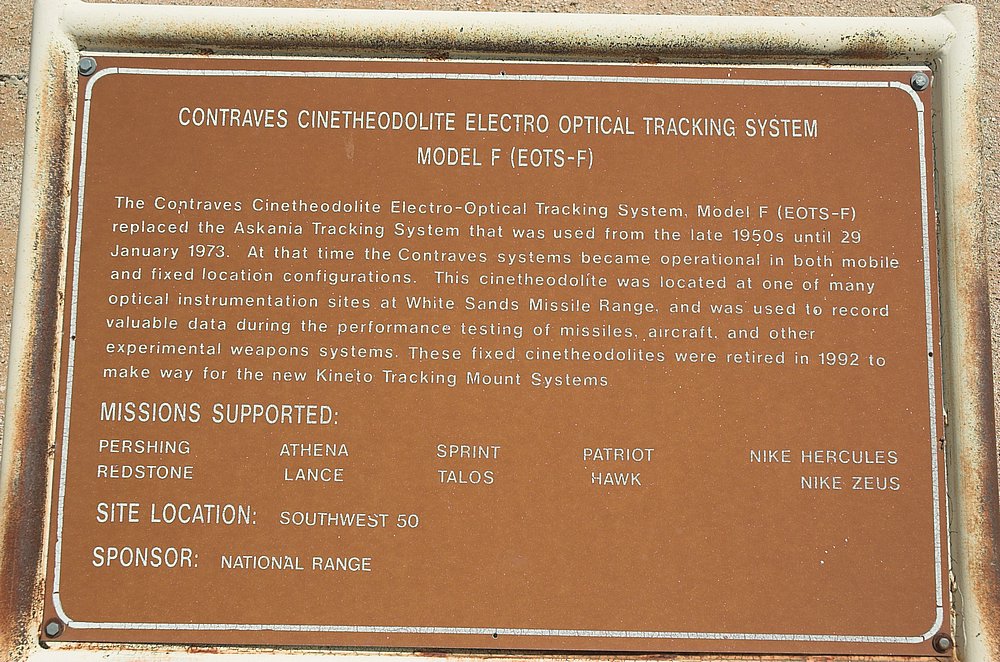 CONTRAVES CINETHEODOLITE ELECTRO OPTICAL TRACKING SYSTEM
MODEL F (EOTS-F)
The Contraves Cinetheodolite Electro-Optical Tracking System, Model F (EOTS-F)
replaced the Askania Tracking System that was used from the late 1950s until 29
January 1973. At that time the Contraves systems became operational in both mobile
and fixed location configurations. This cinetheodolite was located at one of many
optical instrumentation sites at White Sands Missile Range, and was used to record
valuable data during the performance testing of missiles, aircraft, and other
experimental weapons systems. These fixed cinetheodolites were retired in 1992 to
make way for the new Kineto Tracking Mount Systems
MISSIONS SUPPORTED:
PERSHING ATHENA SPRINT PATRIOT NIKE HERCULES
REDSTONE LANCE TALOS HAWK NIKE ZEUS
SITE LOCATION: SOUTHWEST 50
SPONSOR: NATIONAL RANGE